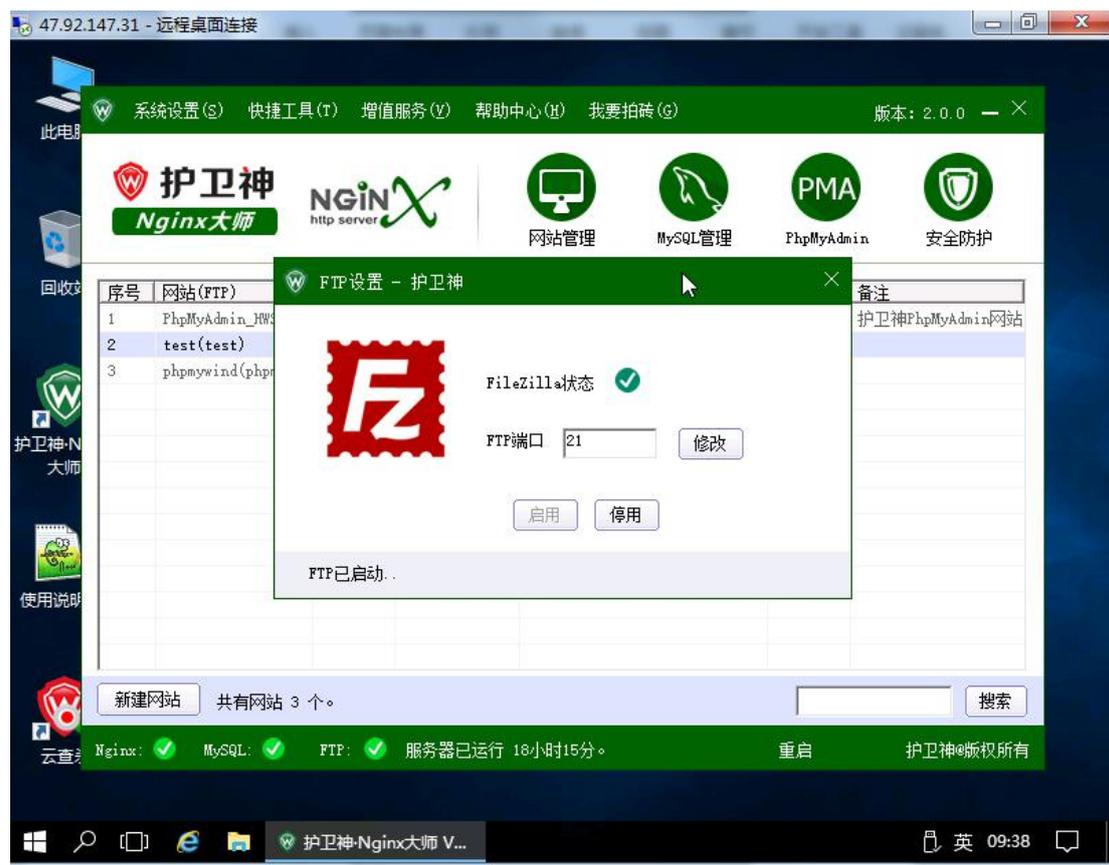 47.92.147.31 - 远程桌面连接
系统设置(S) 快捷工具(T) 增值服务(V) 帮助中心(H) 我要拍砖(G) 版本: 2.0.0
此电脑
护卫神
Nginx大师
NGINX
http server
PMA
网站管理 MySQL管理 PhpMyAdmin 安全防护
回收站
FTP设置 - 护卫神
序号 网站(FTP) 备注
1 PhpMyAdmin_HWS 护卫神PhpMyAdmin网站
2 test(test)
3 phpmywind(phpm
FZ
FileZilla状态
FTP端口 21 修改
启用 停用
FTP已启动..
护卫神·N
大师
使用说明
新建网站 共有网站 3 个。 搜索
云查杀
Nginx: MySQL: FTP: 服务器已运行 18小时15分。 重启 护卫神©版权所有
护卫神·Nginx大师 V... 英 09:38